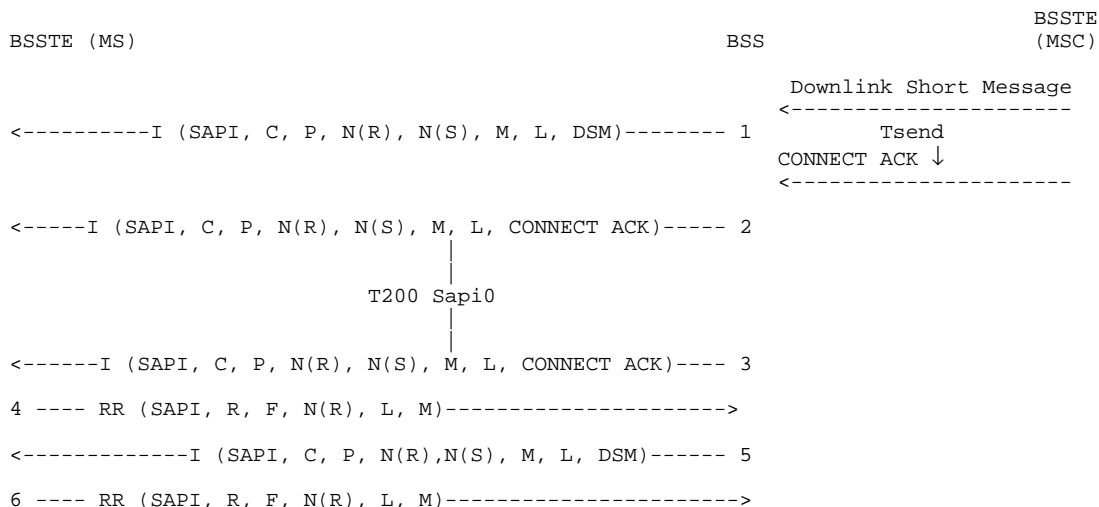 BSSTE
BSSTE (MS) BSS (MSC)
Downlink Short Message
<-----------------------
<----------I (SAPI, C, P, N(R), N(S), M, L, DSM)-------- 1 Tsend
CONNECT ACK ↓
<----------------------
<-----I (SAPI, C, P, N(R), N(S), M, L, CONNECT ACK)----- 2
|
|
T200 Sapi0
|
|
<------I (SAPI, C, P, N(R), N(S), M, L, CONNECT ACK)---- 3
4 ---- RR (SAPI, R, F, N(R), L, M)---------------------->
<-------------I (SAPI, C, P, N(R),N(S), M, L, DSM)------ 5
6 ---- RR (SAPI, R, F, N(R), L, M)----------------------->